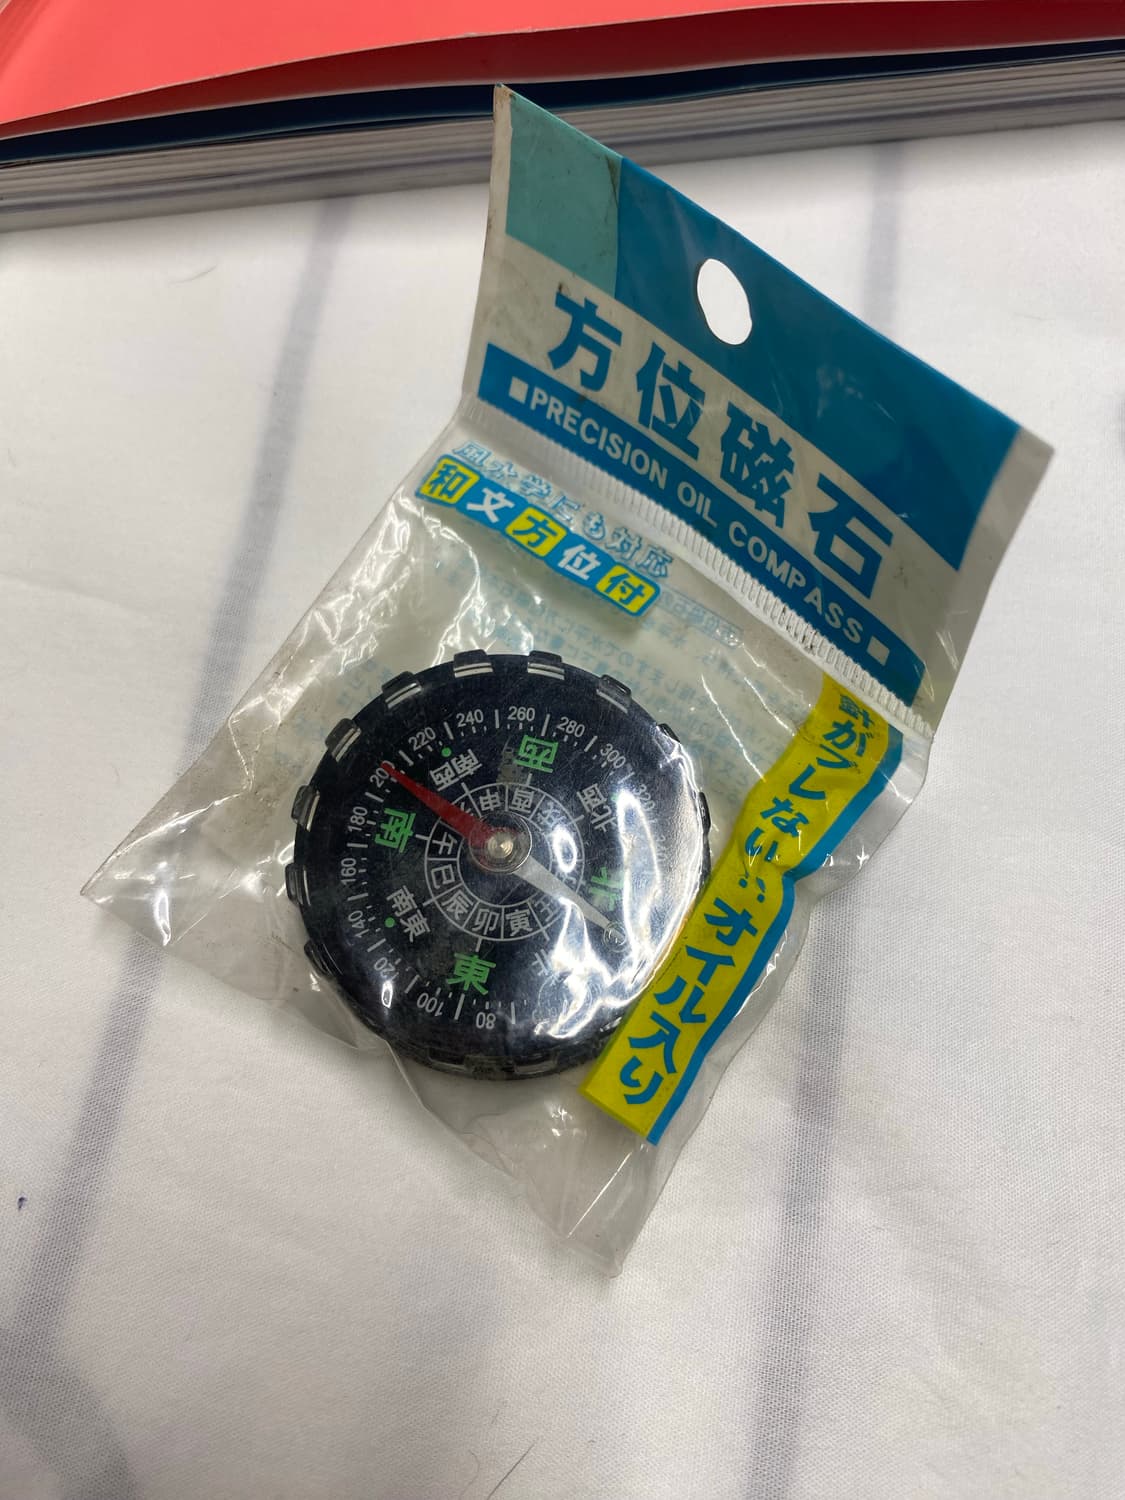 方位磁石
■PRECISION OIL COMPASS■
風水学にも対応
和文方位付
針がブレない‥オイル入り
240 260 280 300 320
220
200
180
160
140
120
100
80
西
南西
北西
南
北
南東
東
申
酉
午
巳
辰
卯
寅
丑